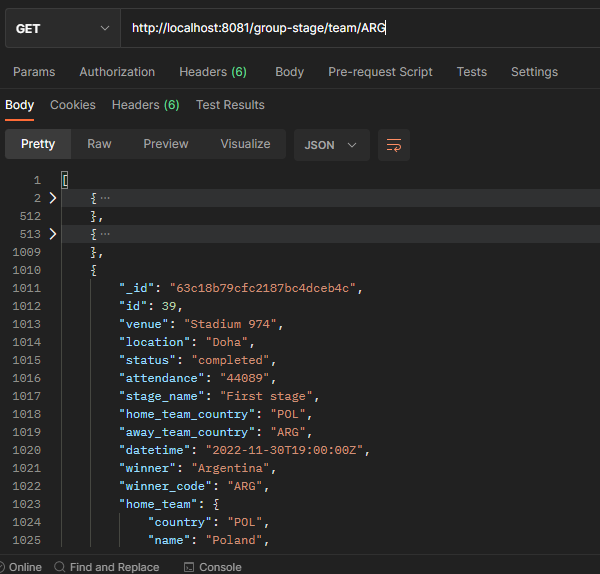 GET http://localhost:8081/group-stage/team/ARG
Params Authorization Headers (6) Body Pre-request Script Tests Settings
Body Cookies Headers (6) Test Results
Pretty Raw Preview Visualize JSON
1 [
2 { ...
512 },
513 { ...
1009 },
1010 {
1011 "_id": "63c18b79cfc2187bc4dceb4c",
1012 "id": 39,
1013 "venue": "Stadium 974",
1014 "location": "Doha",
1015 "status": "completed",
1016 "attendance": "44089",
1017 "stage_name": "First stage",
1018 "home_team_country": "POL",
1019 "away_team_country": "ARG",
1020 "datetime": "2022-11-30T19:00:00Z",
1021 "winner": "Argentina",
1022 "winner_code": "ARG",
1023 "home_team": {
1024 "country": "POL",
1025 "name": "Poland",
Online Find and Replace Console